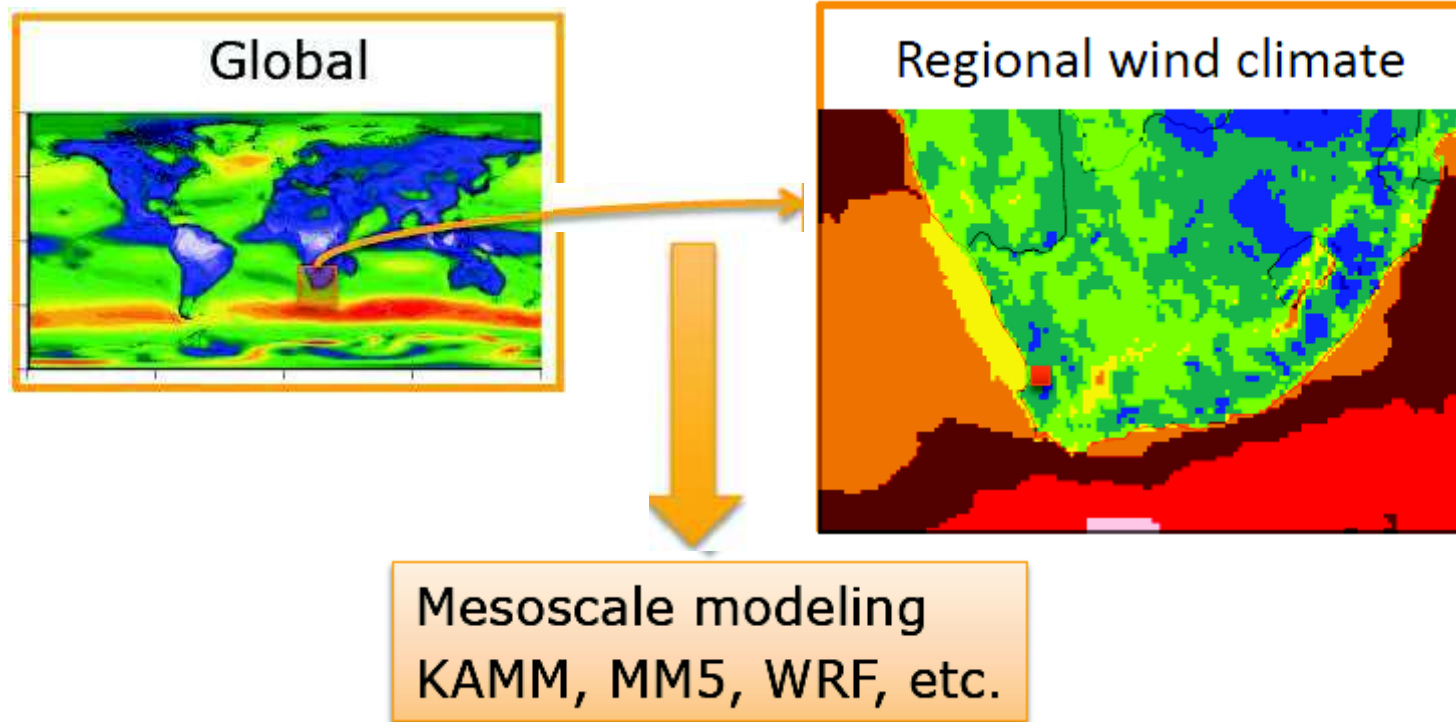 Global
Regional wind climate
Mesoscale modeling
KAMM, MM5, WRF, etc.